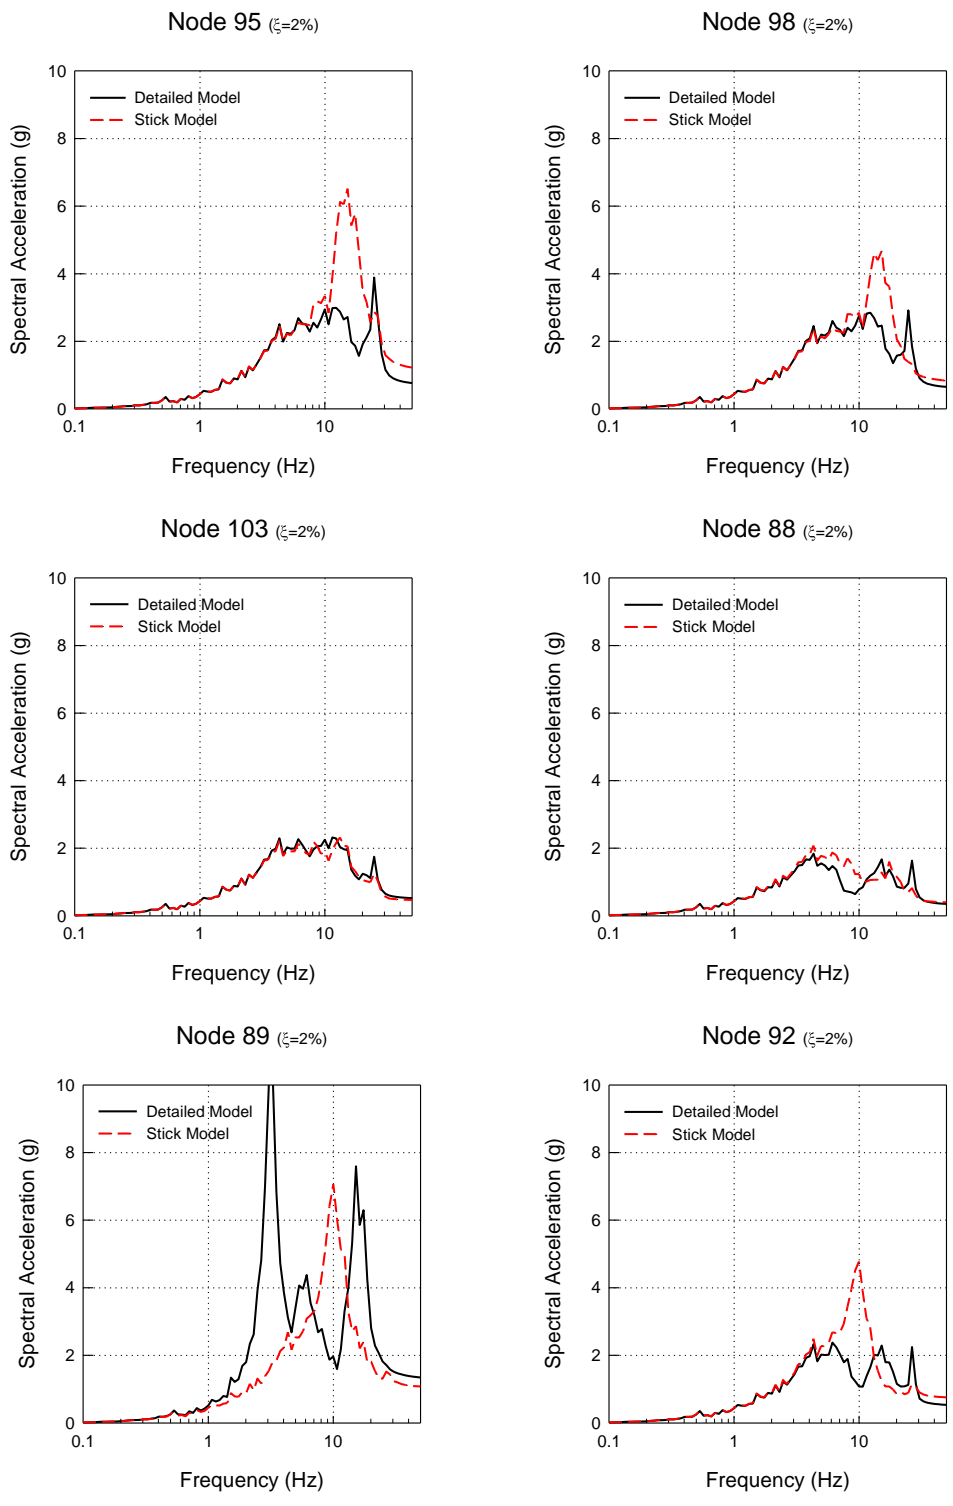 Node 95 (ξ=2%)
Spectral Acceleration (g)
10
8
6
4
2
0
Detailed Model
Stick Model
0.1
1
10
Frequency (Hz)
Node 98 (ξ=2%)
Spectral Acceleration (g)
10
8
6
4
2
0
Detailed Model
Stick Model
0.1
1
10
Frequency (Hz)
Node 103 (ξ=2%)
Spectral Acceleration (g)
10
8
6
4
2
0
Detailed Model
Stick Model
0.1
1
10
Frequency (Hz)
Node 88 (ξ=2%)
Spectral Acceleration (g)
10
8
6
4
2
0
Detailed Model
Stick Model
0.1
1
10
Frequency (Hz)
Node 89 (ξ=2%)
Spectral Acceleration (g)
10
8
6
4
2
0
Detailed Model
Stick Model
0.1
1
10
Frequency (Hz)
Node 92 (ξ=2%)
Spectral Acceleration (g)
10
8
6
4
2
0
Detailed Model
Stick Model
0.1
1
10
Frequency (Hz)